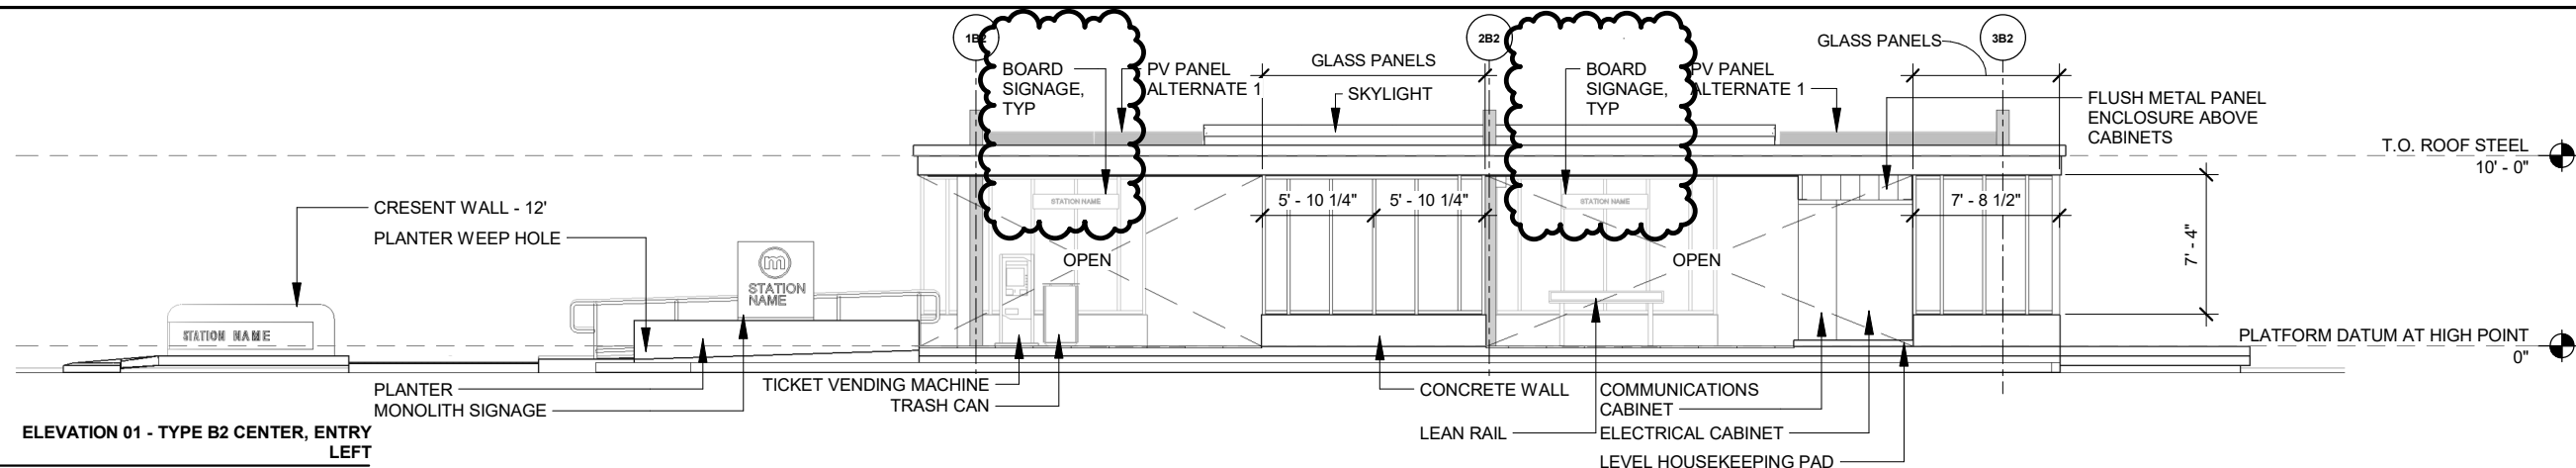 1B2
2B2
3B2
BOARD
SIGNAGE,
TYP
PV PANEL
ALTERNATE 1
GLASS PANELS
SKYLIGHT
BOARD
SIGNAGE,
TYP
PV PANEL
ALTERNATE 1
GLASS PANELS
FLUSH METAL PANEL
ENCLOSURE ABOVE
CABINETS
T.O. ROOF STEEL
10' - 0"
CRESENT WALL - 12'
PLANTER WEEP HOLE
STATION NAME
5' - 10 1/4"
5' - 10 1/4"
STATION NAME
7' - 8 1/2"
7' - 4"
OPEN
OPEN
m
STATION
NAME
STATION NAME
PLATFORM DATUM AT HIGH POINT
0"
PLANTER
MONOLITH SIGNAGE
TICKET VENDING MACHINE
TRASH CAN
CONCRETE WALL
LEAN RAIL
COMMUNICATIONS
CABINET
ELECTRICAL CABINET
LEVEL HOUSEKEEPING PAD
ELEVATION 01 - TYPE B2 CENTER, ENTRY
LEFT